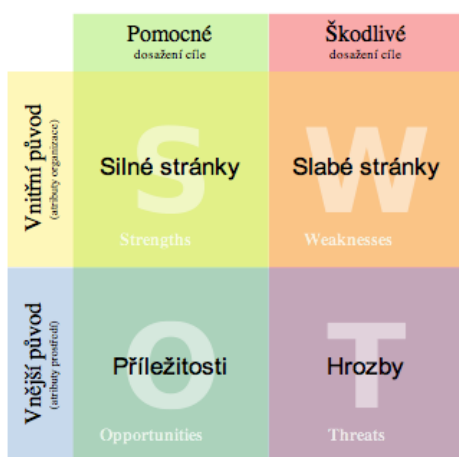 Pomocné
dosažení cíle
Škodlivé
dosažení cíle
Vnitřní původ
(atributy organizace)
S
Silné stránky
Strengths
W
Slabé stránky
Weaknesses
Vnější původ
(atributy prostředí)
O
Příležitosti
Opportunities
T
Hrozby
Threats